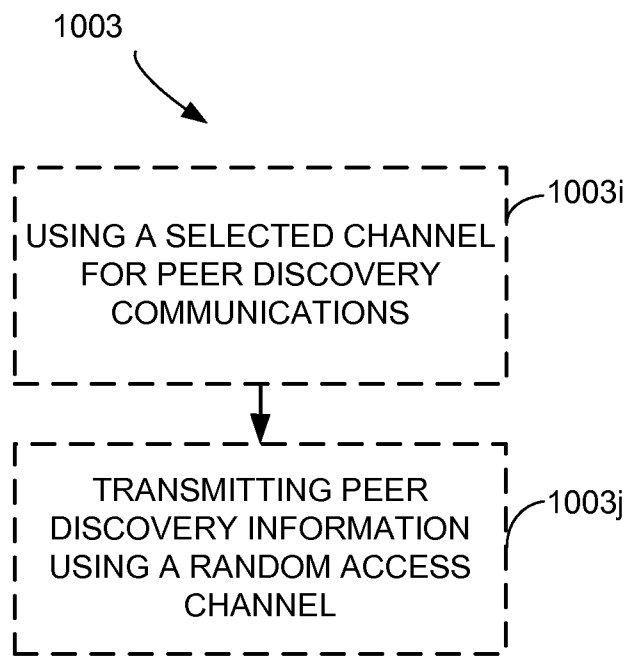 1003
1003i
USING A SELECTED CHANNEL
FOR PEER DISCOVERY
COMMUNICATIONS
1003j
TRANSMITTING PEER
DISCOVERY INFORMATION
USING A RANDOM ACCESS
CHANNEL